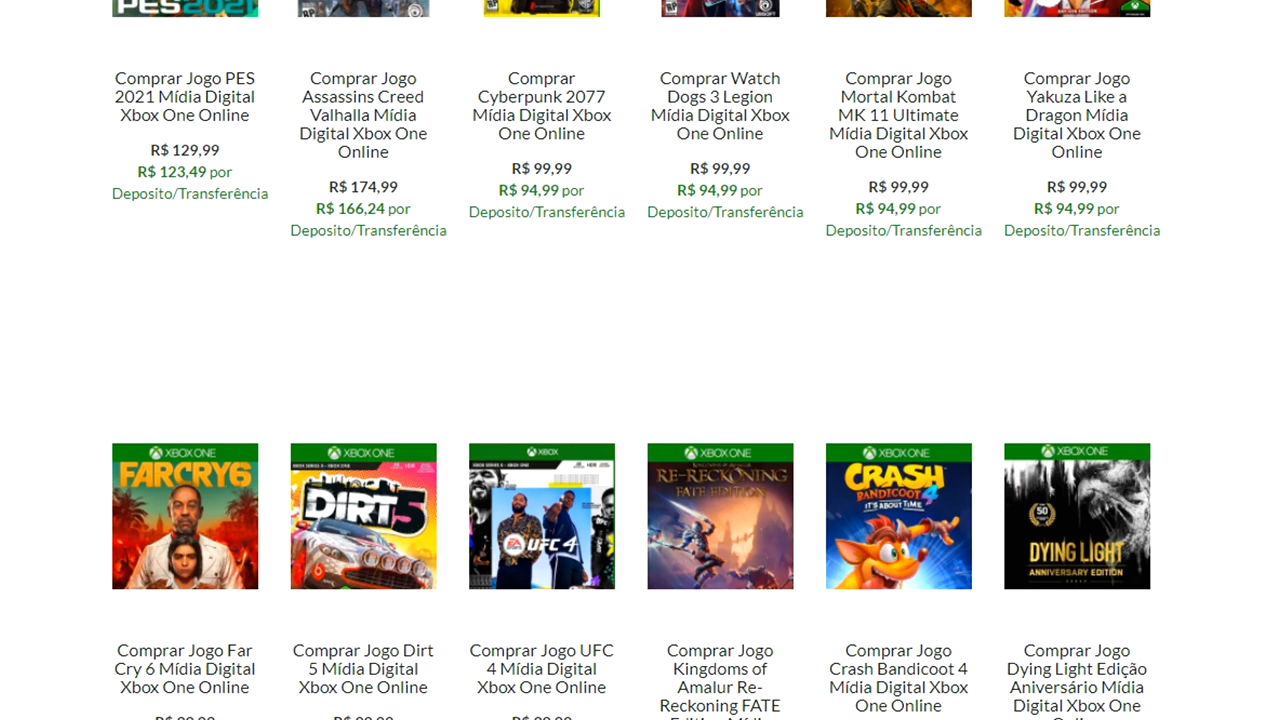 PES2021
Comprar Jogo PES
2021 Mídia Digital
Xbox One Online
R$ 129,99
R$ 123,49 por
Deposito/Transferência
Comprar Jogo
Assassins Creed
Valhalla Mídia
Digital Xbox One
Online
R$ 174,99
R$ 166,24 por
Deposito/Transferência
Comprar
Cyberpunk 2077
Mídia Digital Xbox
One Online
R$ 99,99
R$ 94,99 por
Deposito/Transferência
Comprar Watch
Dogs 3 Legion
Mídia Digital Xbox
One Online
R$ 99,99
R$ 94,99 por
Deposito/Transferência
Comprar Jogo
Mortal Kombat
MK 11 Ultimate
Mídia Digital Xbox
One Online
R$ 99,99
R$ 94,99 por
Deposito/Transferência
Comprar Jogo
Yakuza Like a
Dragon Mídia
Digital Xbox One
Online
R$ 99,99
R$ 94,99 por
Deposito/Transferência
XBOX ONE
FARCRY6
Comprar Jogo Far
Cry 6 Mídia Digital
Xbox One Online
XBOX ONE
DIRT 5
Comprar Jogo Dirt
5 Mídia Digital
Xbox One Online
XBOX
EA SPORTS UFC 4
Comprar Jogo UFC
4 Mídia Digital
Xbox One Online
XBOX ONE
RE-RECKONING
FATE EDITION
Comprar Jogo
Kingdoms of
Amalur Re-
Reckoning FATE
XBOX ONE
CRASH
BANDICOOT 4
IT'S ABOUT TIME
Comprar Jogo
Crash Bandicoot 4
Mídia Digital Xbox
One Online
XBOX ONE
50
DYING LIGHT
ANNIVERSARY EDITION
Comprar Jogo
Dying Light Edição
Aniversário Mídia
Digital Xbox One